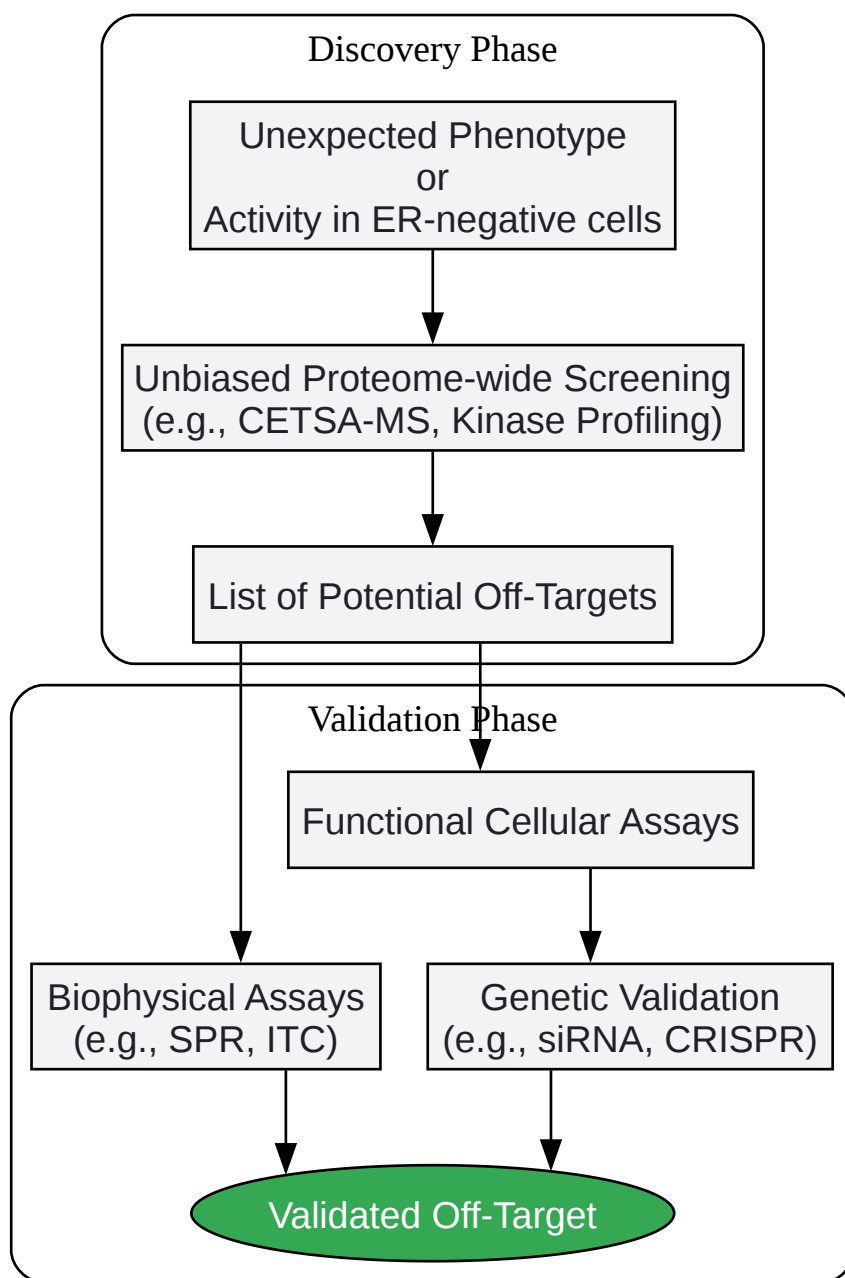 Discovery Phase
Unexpected Phenotype
or
Activity in ER-negative cells
Unbiased Proteome-wide Screening
(e.g., CETSA-MS, Kinase Profiling)
List of Potential Off-Targets
Validation Phase
Functional Cellular Assays
Biophysical Assays
(e.g., SPR, ITC)
Genetic Validation
(e.g., siRNA, CRISPR)
Validated Off-Target